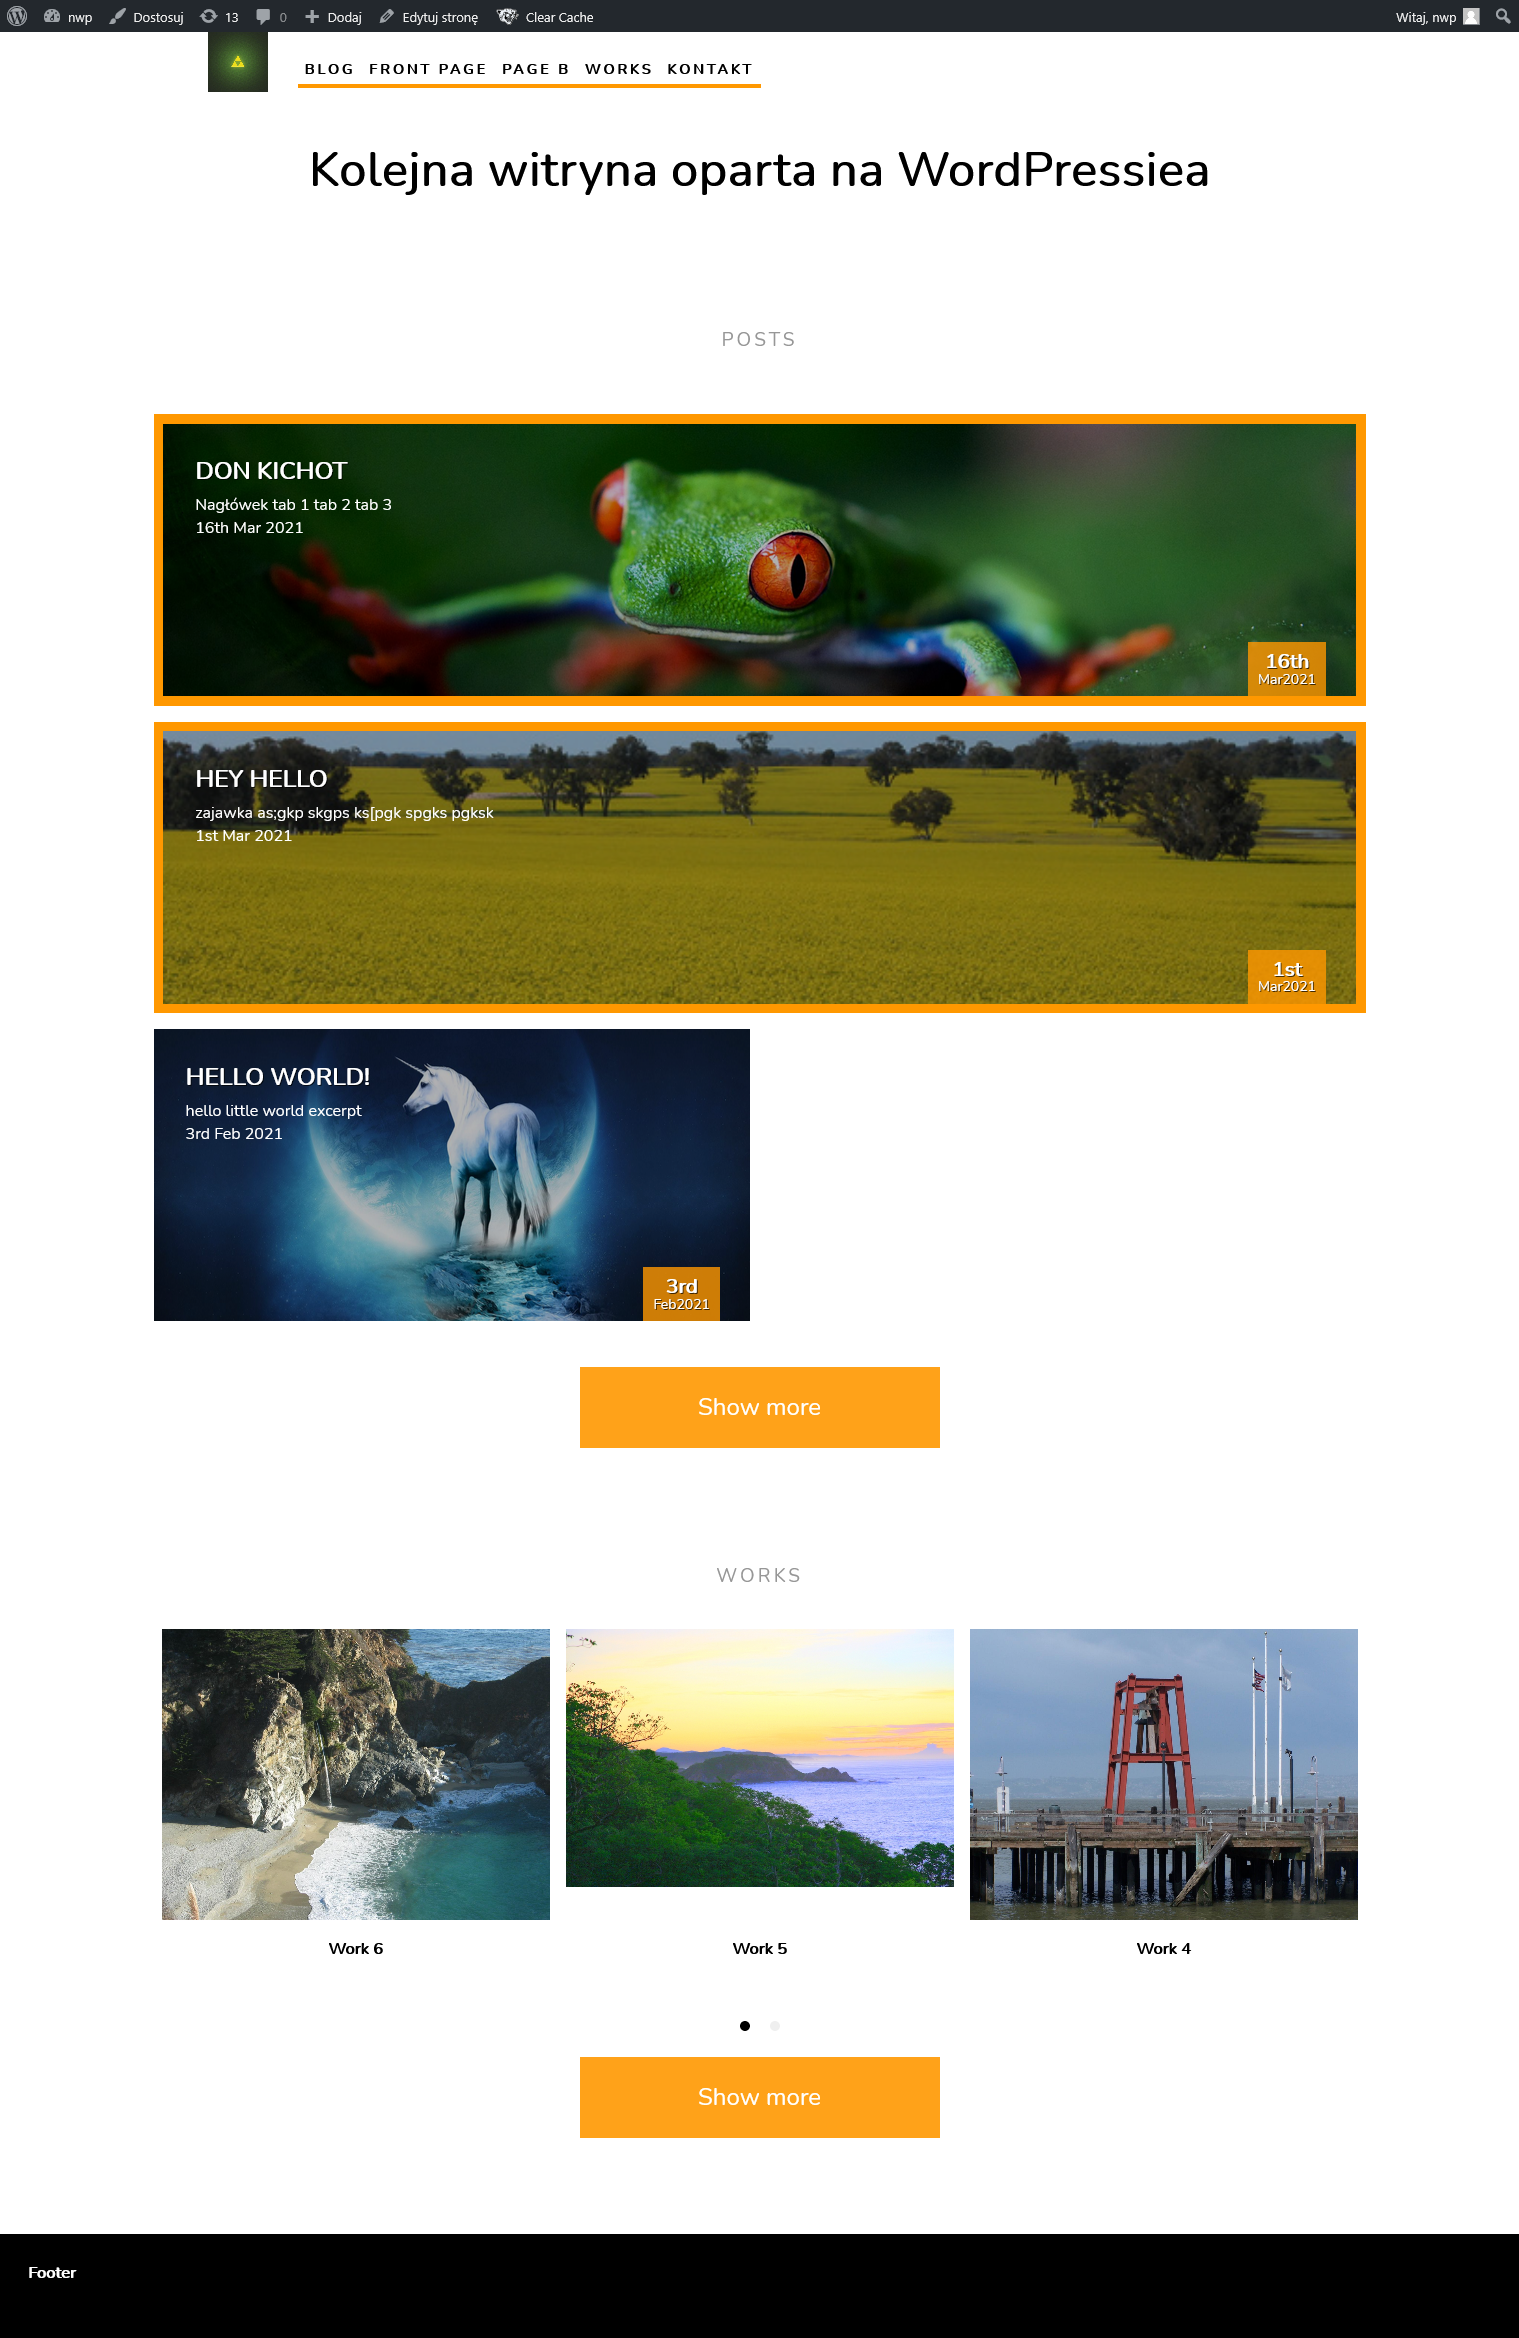 nwp Dostosuj 13 0 Dodaj Edytuj stronę Clear Cache Witaj, nwp
BLOG FRONT PAGE PAGE B WORKS KONTAKT
Kolejna witryna oparta na WordPressiea
POSTS
DON KICHOT
Nagłówek tab 1 tab 2 tab 3
16th Mar 2021
16th
Mar2021
HEY HELLO
zajawka as;gkp skgps ks[pgk spgks pgksk
1st Mar 2021
1st
Mar2021
HELLO WORLD!
hello little world excerpt
3rd Feb 2021
3rd
Feb2021
Show more
WORKS
Work 6
Work 5
Work 4
Show more
Footer